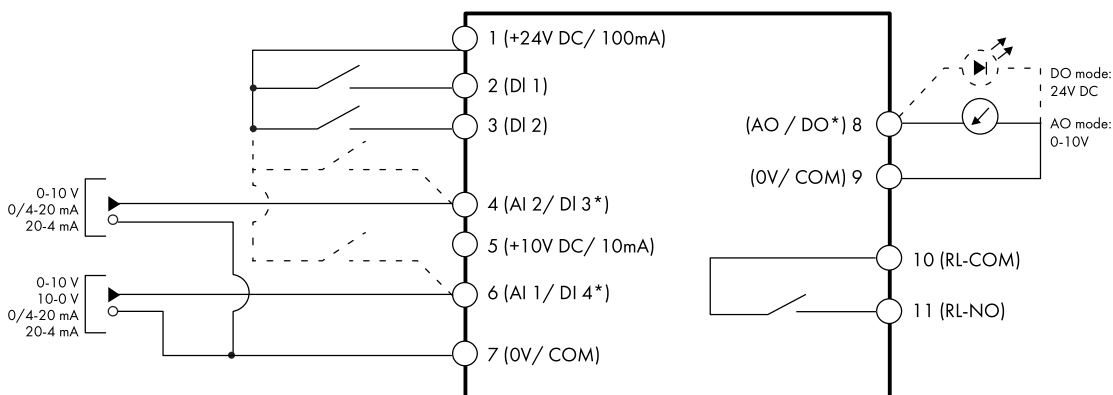 1 (+24V DC/ 100mA)
2 (DI 1)
3 (DI 2)
4 (AI 2/ DI 3*)
5 (+10V DC/ 10mA)
6 (AI 1/ DI 4*)
7 (0V/ COM)
0-10 V
0/4-20 mA
20-4 mA
0-10 V
10-0 V
0/4-20 mA
20-4 mA
(AO / DO*) 8
(0V/ COM) 9
10 (RL-COM)
11 (RL-NO)
DO mode:
24V DC
AO mode:
0-10V